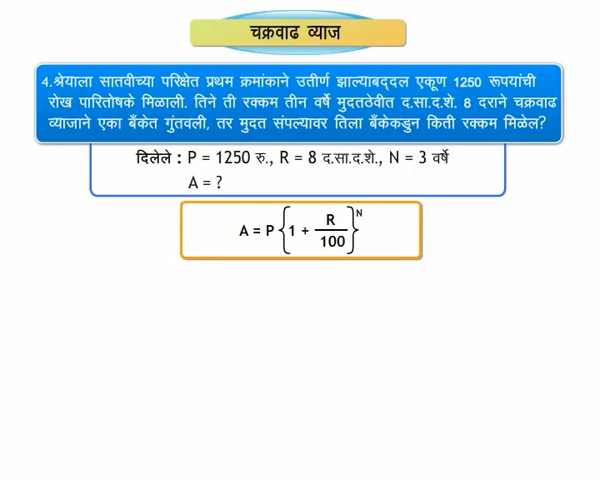 चक्रवाढ व्याज
4.श्रेयाला सातवीच्या परिक्षेत प्रथम क्रमांकाने उतीर्ण झाल्याबद्दल एकूण 1250 रूपयांची
रोख पारितोषके मिळाली. तिने ती रक्कम तीन वर्षे मुदतठेवीत द.सा.द.शे. 8 दराने चक्रवाढ
व्याजाने एका बँकेत गुंतवली, तर मुदत संपल्यावर तिला बँकेकडुन किती रक्कम मिळेल?
दिलेले : P = 1250 रु., R = 8 द.सा.द.शे., N = 3 वर्षे
A = ?
A = P {1 + R/100}^N